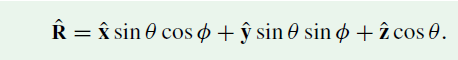 R̂ = x̂ sin θ cos ϕ + ŷ sin θ sin ϕ + ẑ cos θ.